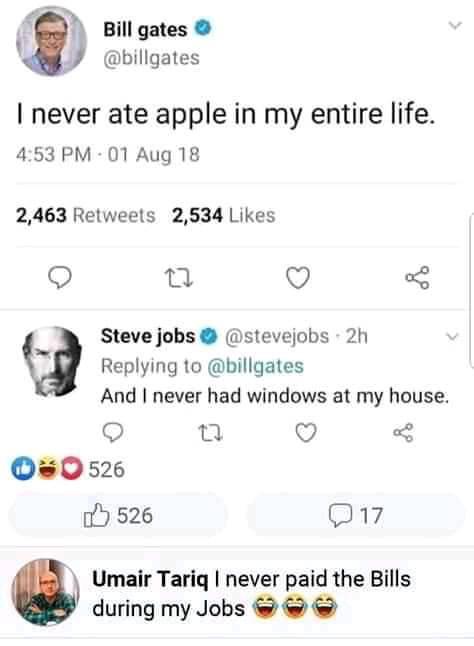 Bill gates
@billgates
I never ate apple in my entire life.
4:53 PM · 01 Aug 18
2,463 Retweets 2,534 Likes
Steve jobs @stevejobs · 2h
Replying to @billgates
And I never had windows at my house.
526
526 17
Umair Tariq I never paid the Bills
during my Jobs 😂😂😂